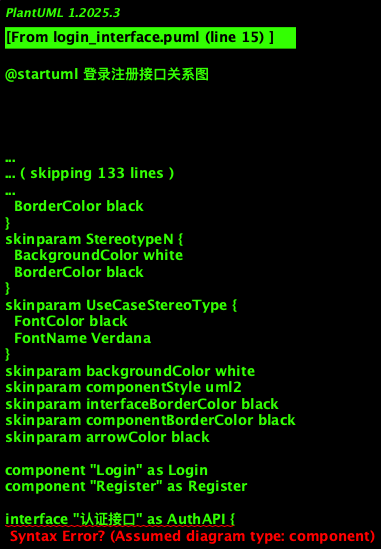 PlantUML 1.2025.3
[From login_interface.puml (line 15) ]
@startuml 登录注册接口关系图
...
... ( skipping 133 lines )
...
BorderColor black
}
skinparam StereotypeN {
BackgroundColor white
BorderColor black
}
skinparam UseCaseStereoType {
FontColor black
FontName Verdana
}
skinparam backgroundColor white
skinparam componentStyle uml2
skinparam interfaceBorderColor black
skinparam componentBorderColor black
skinparam arrowColor black
component "Login" as Login
component "Register" as Register
interface "认证接口" as AuthAPI {
Syntax Error? (Assumed diagram type: component)